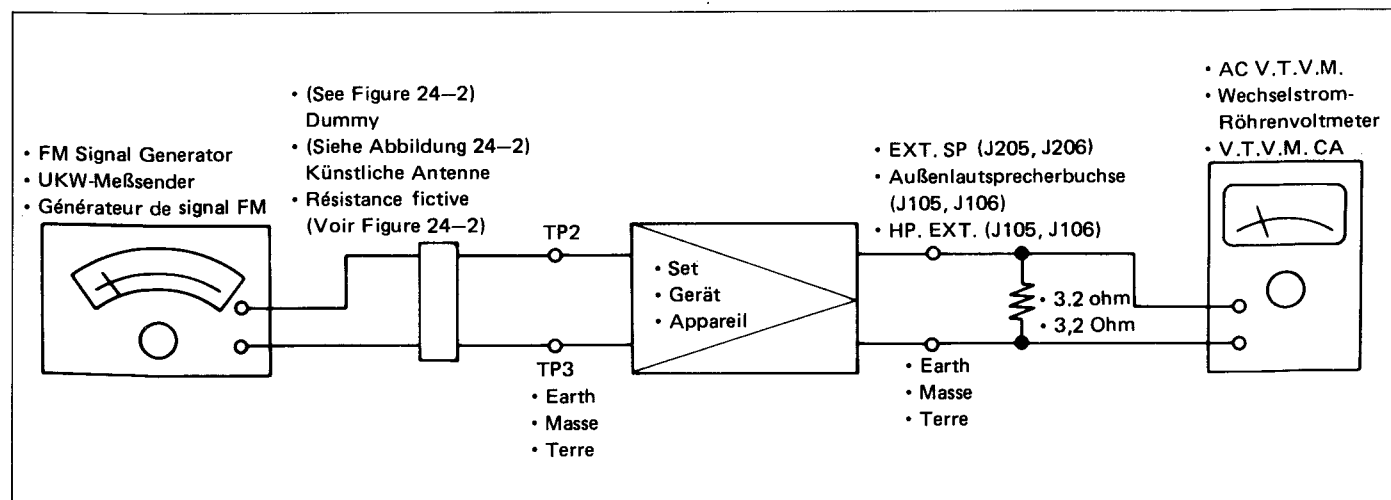 • FM Signal Generator
• UKW-Meßsender
• Générateur de signal FM
• (See Figure 24—2)
Dummy
• (Siehe Abbildung 24—2)
Künstliche Antenne
• Résistance fictive
(Voir Figure 24—2)
TP2
TP3
• Earth
• Masse
• Terre
• Set
• Gerät
• Appareil
• EXT. SP (J205, J206)
• Außenlautsprecherbuchse
(J105, J106)
• HP. EXT. (J105, J106)
• 3.2 ohm
• 3,2 Ohm
• Earth
• Masse
• Terre
• AC V.T.V.M.
• Wechselstrom-
Röhrenvoltmeter
• V.T.V.M. CA